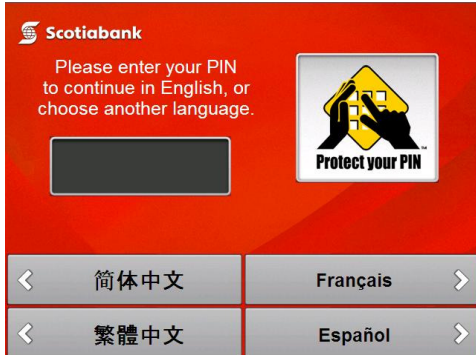 Scotiabank
Please enter your PIN
to continue in English, or
choose another language.
Protect your PIN
简体中文
Français
繁體中文
Español